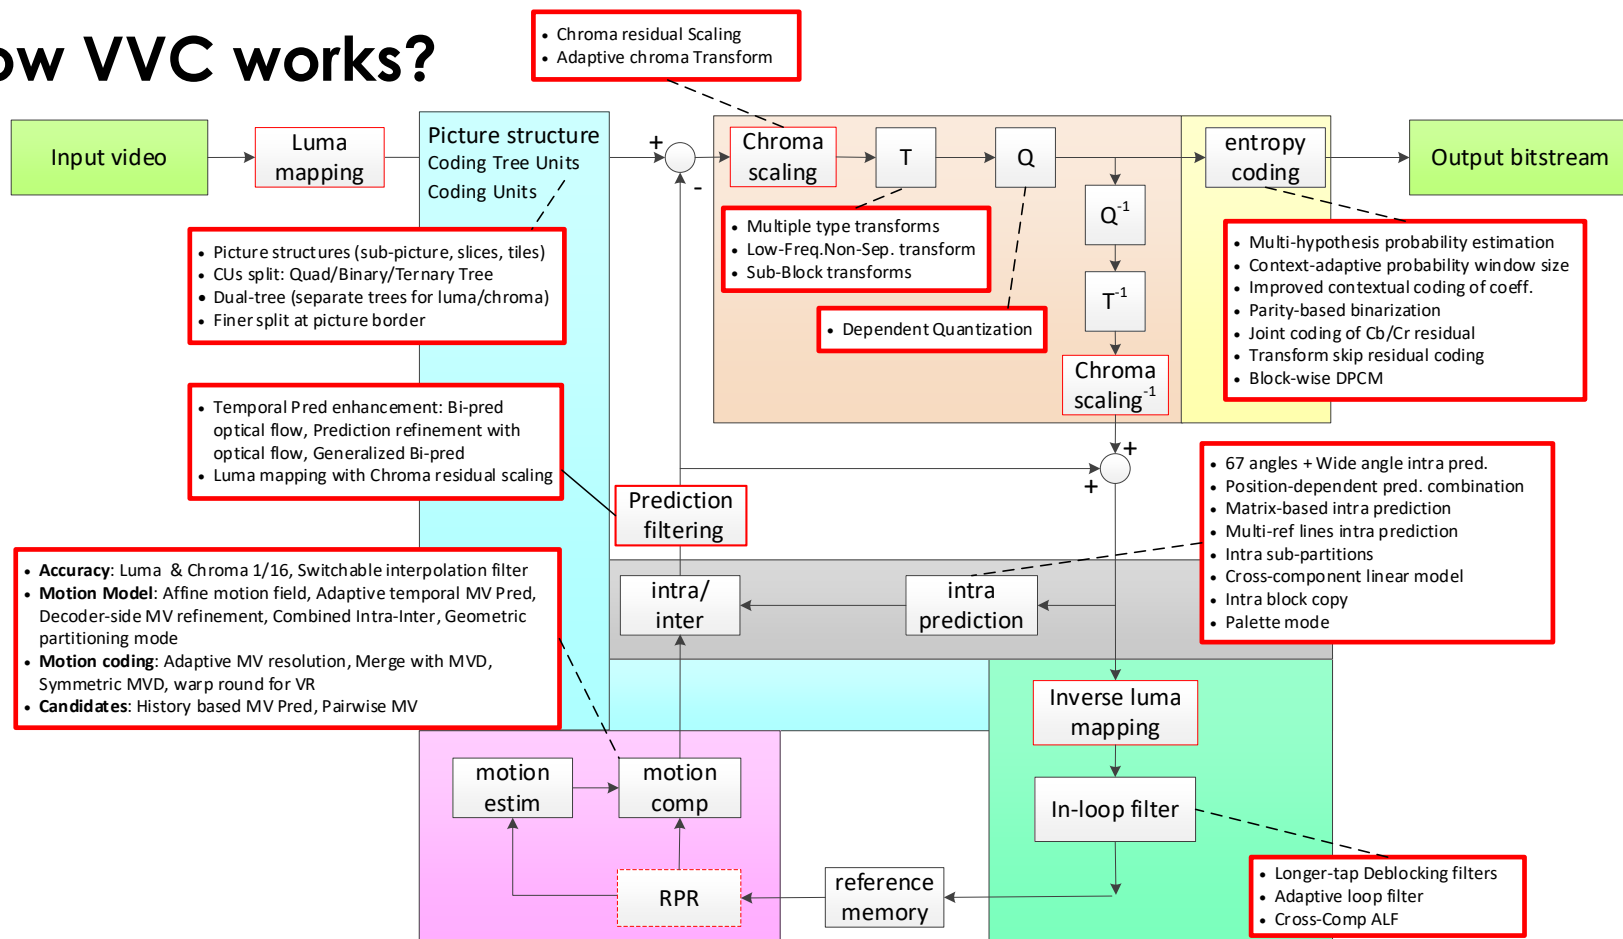 ow VVC works?
• Chroma residual Scaling
• Adaptive chroma Transform
Input video
Luma
mapping
Picture structure
Coding Tree Units
Coding Units
+
-
Chroma
scaling
T
Q
entropy
coding
Output bitstream
Q-1
T-1
Chroma
scaling-1
• Picture structures (sub-picture, slices, tiles)
• CUs split: Quad/Binary/Ternary Tree
• Dual-tree (separate trees for luma/chroma)
• Finer split at picture border
• Multiple type transforms
• Low-Freq.Non-Sep. transform
• Sub-Block transforms
• Dependent Quantization
• Multi-hypothesis probability estimation
• Context-adaptive probability window size
• Improved contextual coding of coeff.
• Parity-based binarization
• Joint coding of Cb/Cr residual
• Transform skip residual coding
• Block-wise DPCM
• Temporal Pred enhancement: Bi-pred
optical flow, Prediction refinement with
optical flow, Generalized Bi-pred
• Luma mapping with Chroma residual scaling
+
+
Prediction
filtering
• 67 angles + Wide angle intra pred.
• Position-dependent pred. combination
• Matrix-based intra prediction
• Multi-ref lines intra prediction
• Intra sub-partitions
• Cross-component linear model
• Intra block copy
• Palette mode
• Accuracy: Luma & Chroma 1/16, Switchable interpolation filter
• Motion Model: Affine motion field, Adaptive temporal MV Pred,
Decoder-side MV refinement, Combined Intra-Inter, Geometric
partitioning mode
• Motion coding: Adaptive MV resolution, Merge with MVD,
Symmetric MVD, warp round for VR
• Candidates: History based MV Pred, Pairwise MV
intra/
inter
intra
prediction
Inverse luma
mapping
motion
estim
motion
comp
In-loop filter
RPR
reference
memory
• Longer-tap Deblocking filters
• Adaptive loop filter
• Cross-Comp ALF